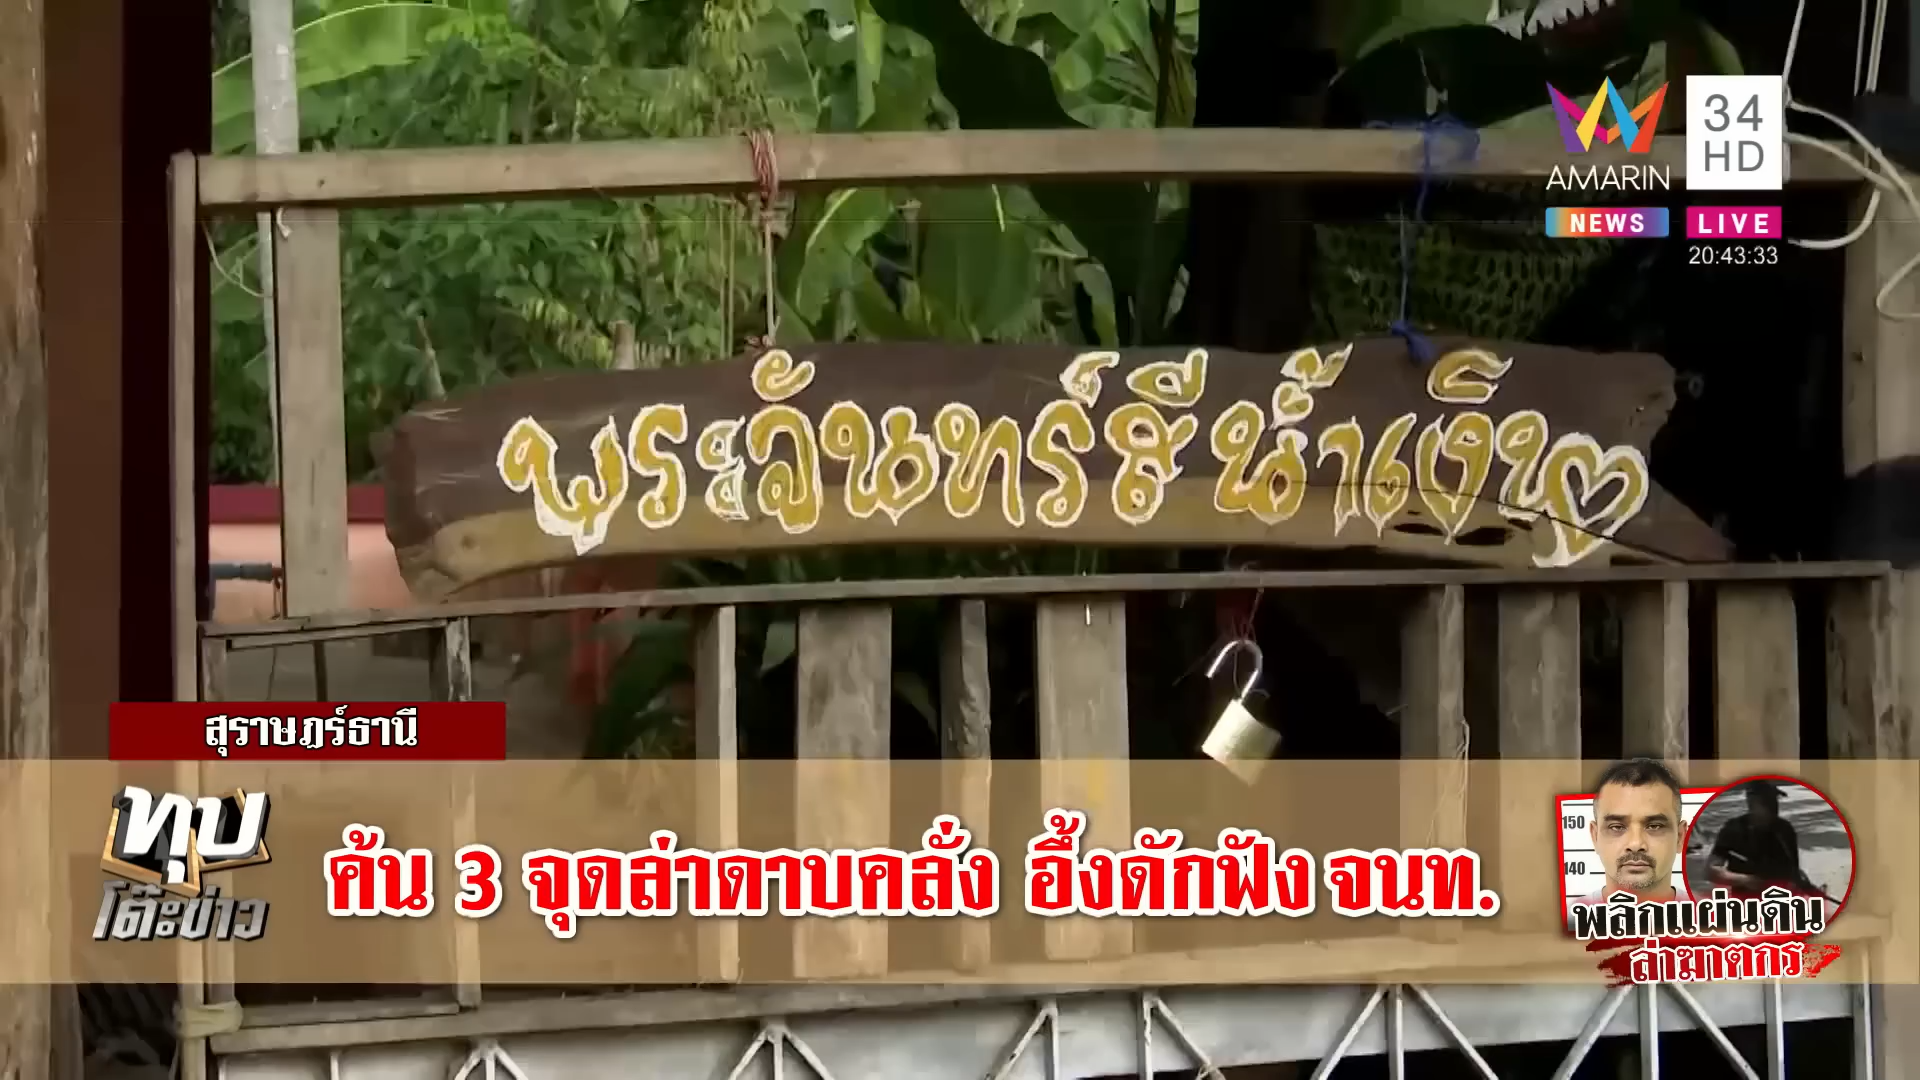 34
HD
AMARIN
NEWS
LIVE
20:43:33
พระจันทร์สีน้ำเงิน
สุราษฎร์ธานี
ทุบ
โต๊ะข่าว
ค้น 3 จุดล่าดาบคลั่ง อึ้งดักฟัง จนท.
150
140
พลิกแผ่นดิน
ล่าฆาตกร